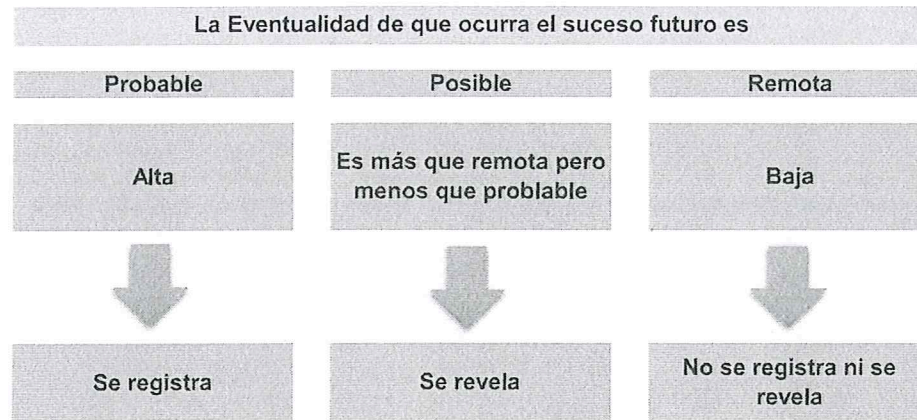 La Eventualidad de que ocurra el suceso futuro es
Probable
Posible
Remota
Alta
Es más que remota pero
menos que problable
Baja
Se registra
Se revela
No se registra ni se
revela